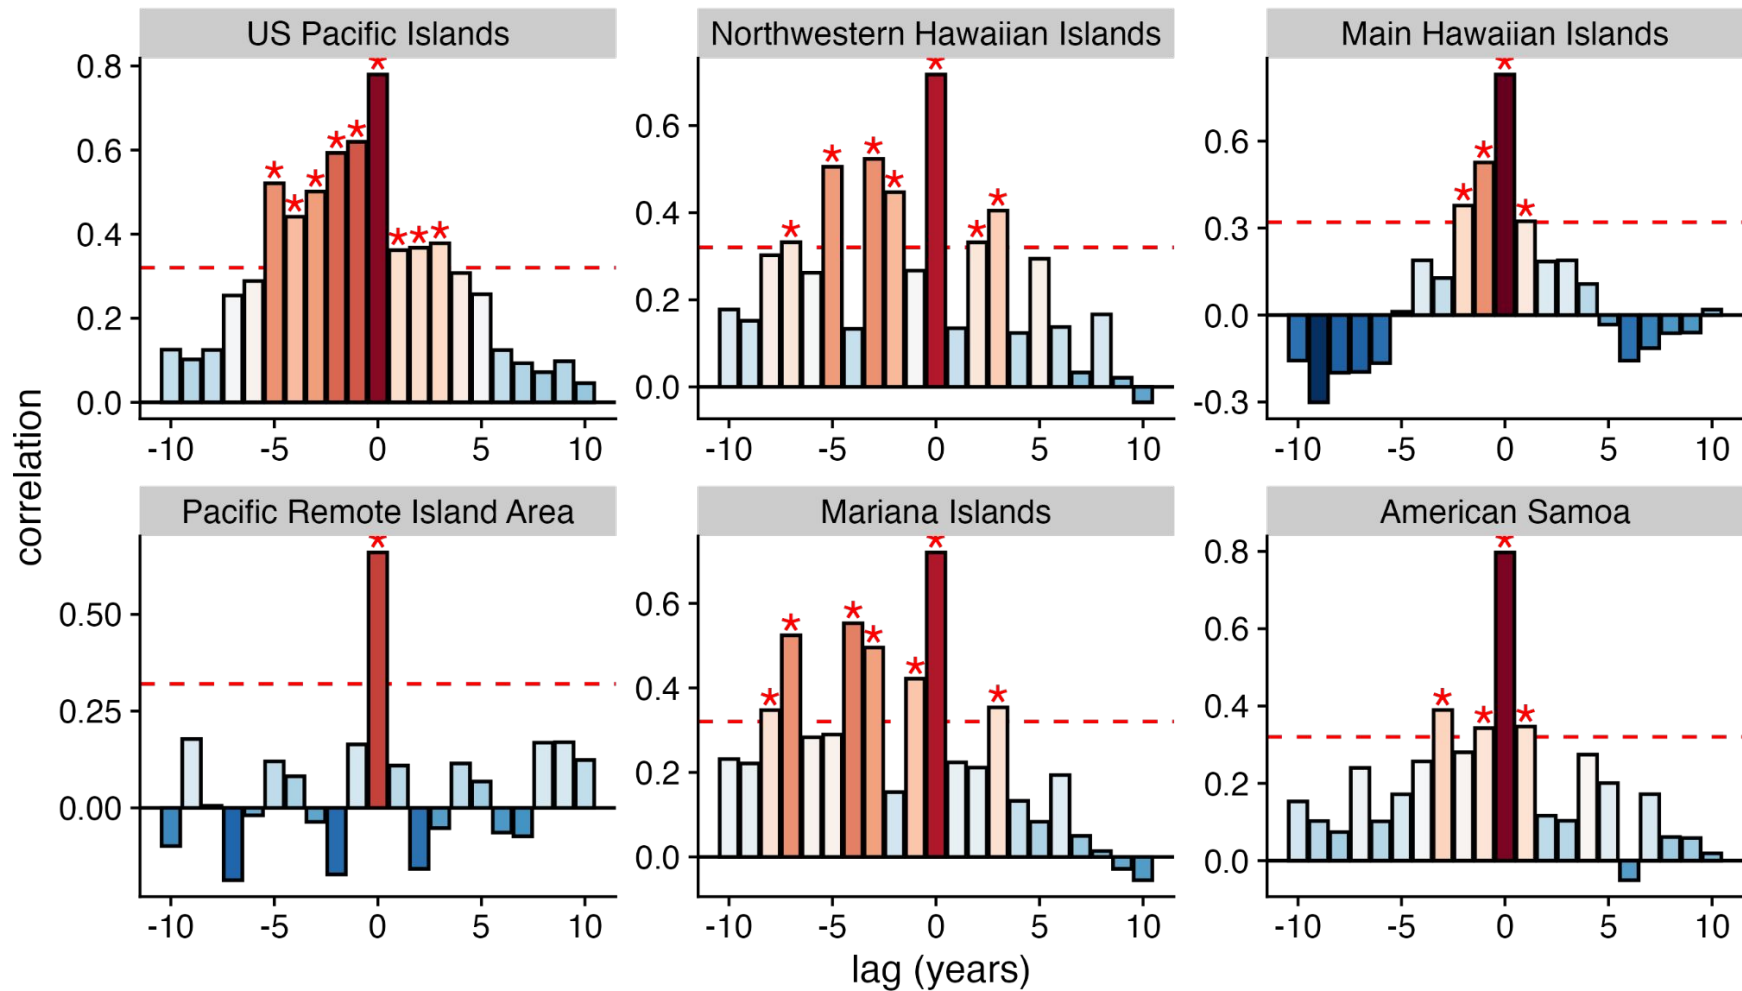 US Pacific Islands
Northwestern Hawaiian Islands
Main Hawaiian Islands
0.8
0.6
0.4
0.2
0.0
-10 -5 0 5 10
0.6
0.4
0.2
0.0
-10 -5 0 5 10
0.6
0.3
0.0
-0.3
-10 -5 0 5 10
correlation
Pacific Remote Island Area
Mariana Islands
American Samoa
0.50
0.25
0.00
-10 -5 0 5 10
0.6
0.4
0.2
0.0
-10 -5 0 5 10
0.8
0.6
0.4
0.2
0.0
-10 -5 0 5 10
lag (years)